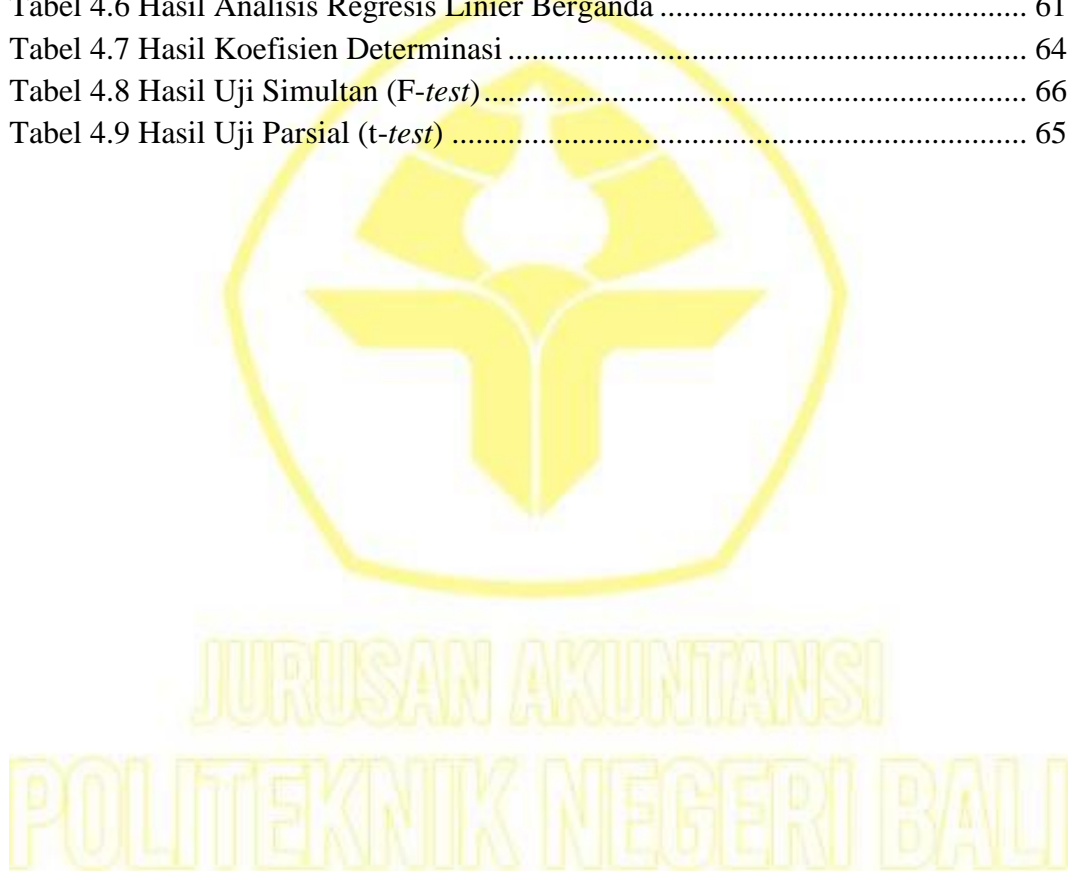 Tabel 4.6 Hasil Analisis Regresis Linier Berganda ........................................... 61
Tabel 4.7 Hasil Koefisien Determinasi ............................................................. 64
Tabel 4.8 Hasil Uji Simultan (F-test) ................................................................ 66
Tabel 4.9 Hasil Uji Parsial (t-test) .................................................................... 65
JURUSAN AKUNTANSI
POLITEKNIK NEGERI BALI